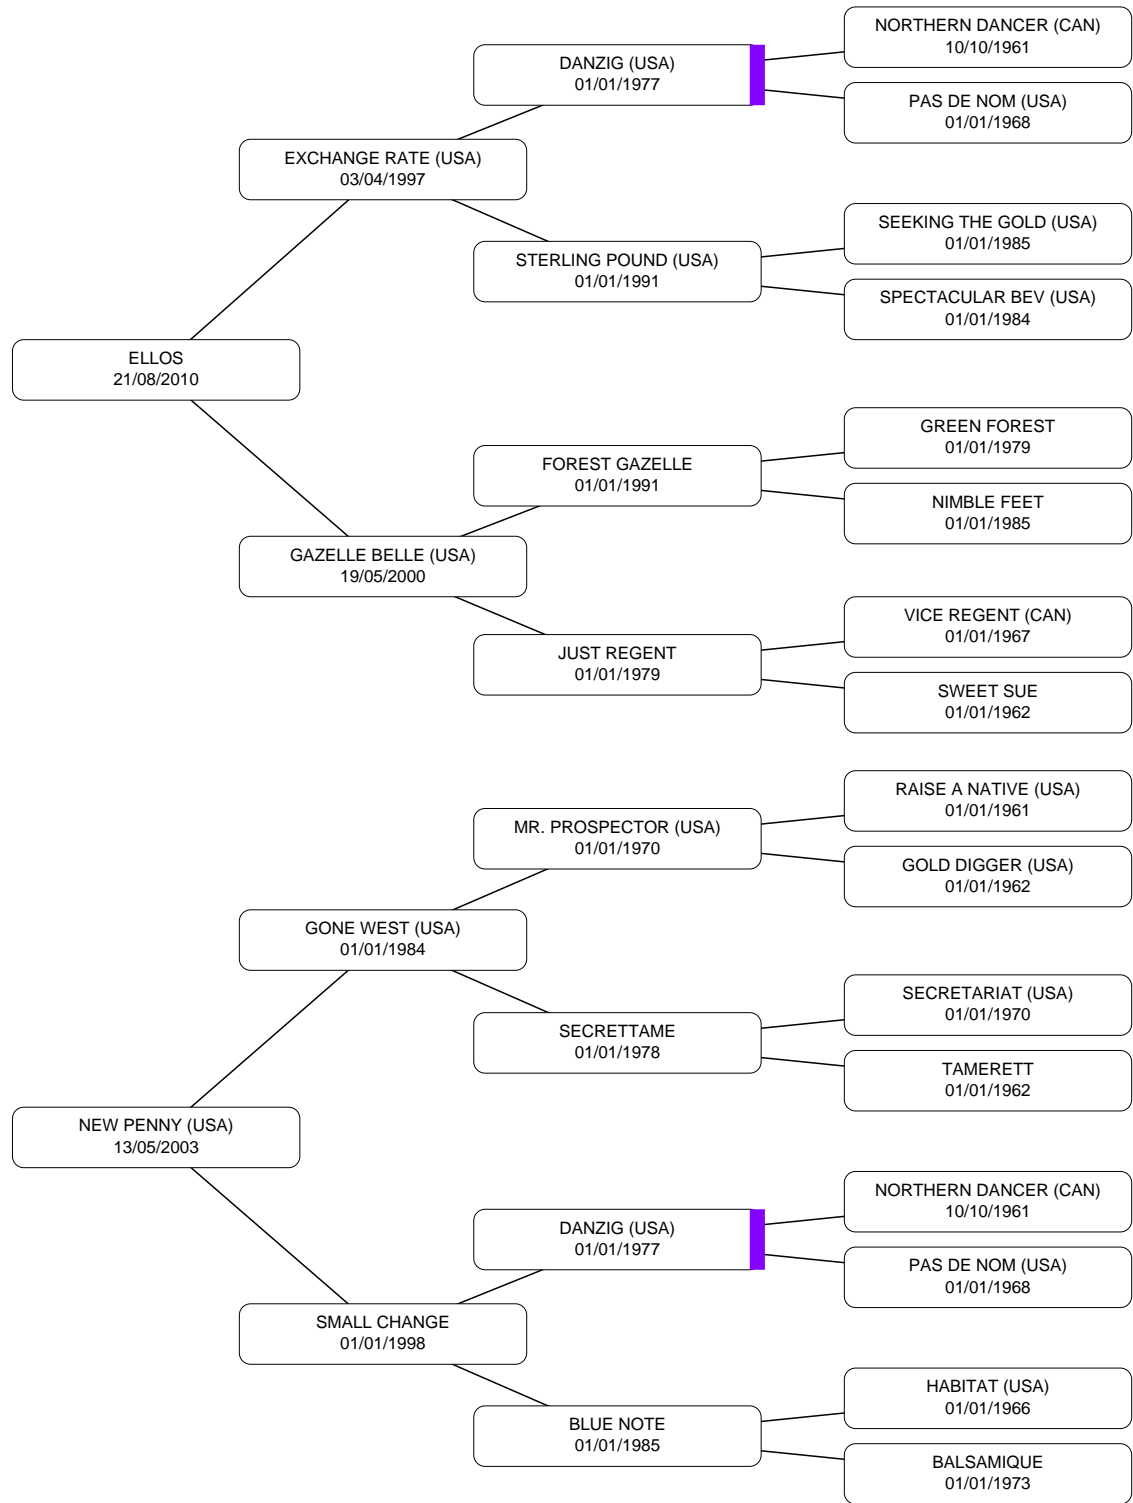 NORTHERN DANCER (CAN)
10/10/1961
DANZIG (USA)
01/01/1977
PAS DE NOM (USA)
01/01/1968
EXCHANGE RATE (USA)
03/04/1997
SEEKING THE GOLD (USA)
01/01/1985
STERLING POUND (USA)
01/01/1991
SPECTACULAR BEV (USA)
01/01/1984
ELLOS
21/08/2010
GREEN FOREST
01/01/1979
FOREST GAZELLE
01/01/1991
NIMBLE FEET
01/01/1985
GAZELLE BELLE (USA)
19/05/2000
VICE REGENT (CAN)
01/01/1967
JUST REGENT
01/01/1979
SWEET SUE
01/01/1962
RAISE A NATIVE (USA)
01/01/1961
MR. PROSPECTOR (USA)
01/01/1970
GOLD DIGGER (USA)
01/01/1962
GONE WEST (USA)
01/01/1984
SECRETARIAT (USA)
01/01/1970
SECRETTAME
01/01/1978
TAMERETT
01/01/1962
NEW PENNY (USA)
13/05/2003
NORTHERN DANCER (CAN)
10/10/1961
DANZIG (USA)
01/01/1977
PAS DE NOM (USA)
01/01/1968
SMALL CHANGE
01/01/1998
HABITAT (USA)
01/01/1966
BLUE NOTE
01/01/1985
BALSAMIQUE
01/01/1973